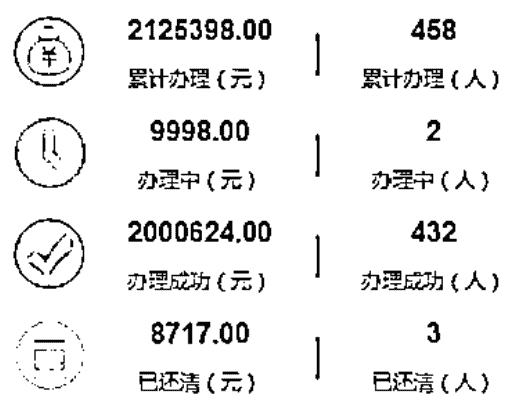 2125398.00 458
累计办理（元） 累计办理（人）
9998.00 2
办理中（元） 办理中（人）
2000624.00 432
办理成功（元） 办理成功（人）
8717.00 3
已还清（元） 已还清（人）